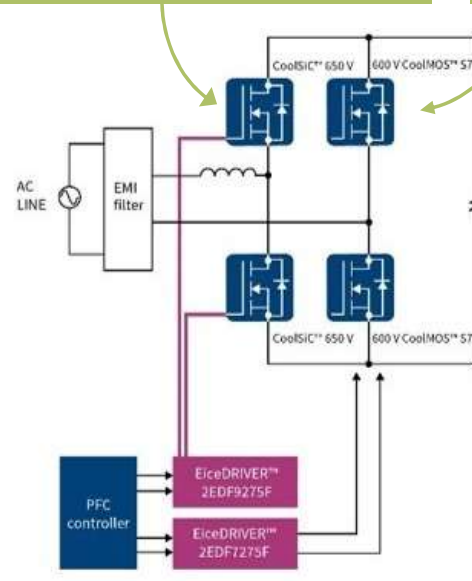 CoolSiC™ 650 V
600 V CoolMOS™ S7
AC
LINE
EMI
filter
CoolSiC™ 650 V
600 V CoolMOS™ S7
PFC
controller
EiceDRIVER™
2EDF9275F
EiceDRIVER™
2EDF7275F